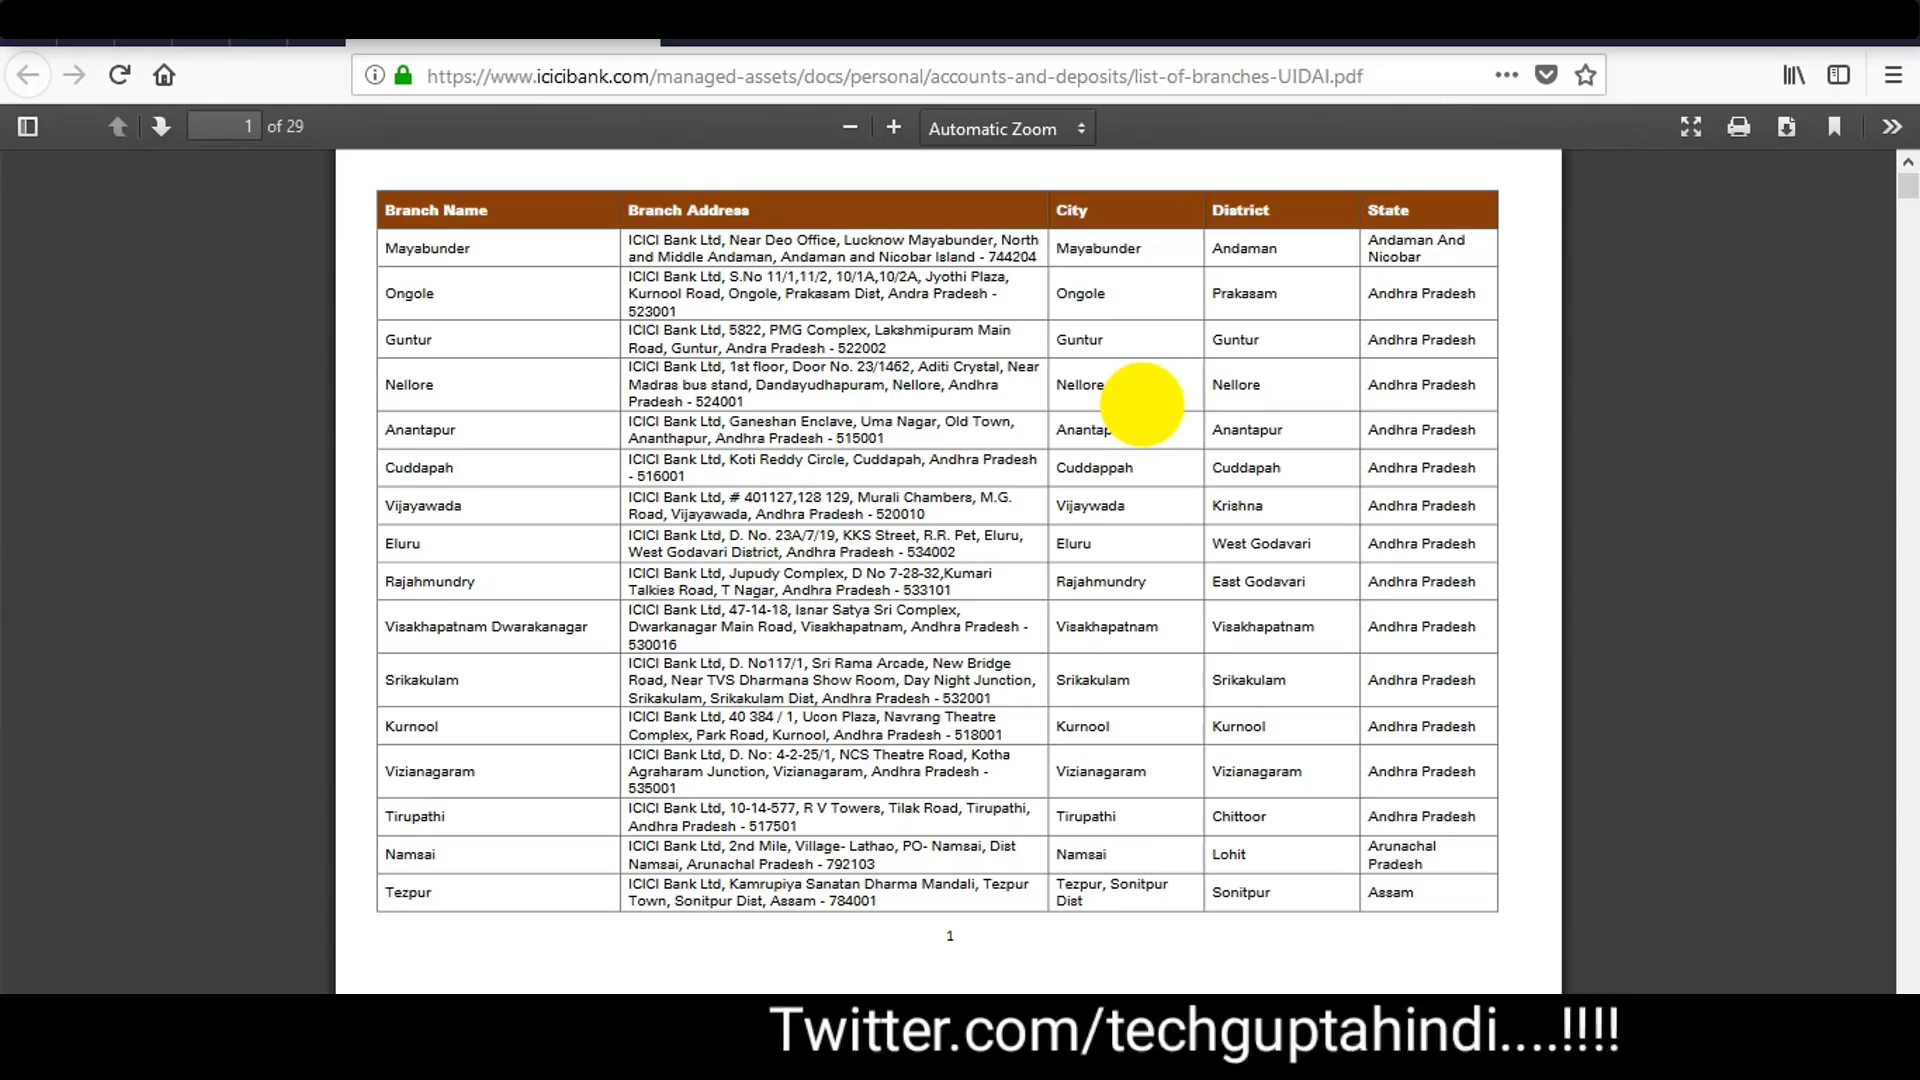 https://www.icicibank.com/managed-assets/docs/personal/accounts-and-deposits/list-of-branches-UIDAI.pdf
1 of 29
Automatic Zoom
Branch Name Branch Address City District State
Mayabunder ICICI Bank Ltd, Near Deo Office, Lucknow Mayabunder, North Mayabunder Andaman Andaman And
and Middle Andaman, Andaman and Nicobar Island - 744204 Nicobar
ICICI Bank Ltd, S.No 11/1,11/2, 10/1A,10/2A, Jyothi Plaza,
Ongole Kurnool Road, Ongole, Prakasam Dist, Andra Pradesh - Ongole Prakasam Andhra Pradesh
523001
Guntur ICICI Bank Ltd, 5822, PMG Complex, Lakshmipuram Main Guntur Guntur Andhra Pradesh
Road, Guntur, Andra Pradesh - 522002
ICICI Bank Ltd, 1st floor, Door No. 23/1462, Aditi Crystal, Near
Nellore Madras bus stand, Dandayudhapuram, Nellore, Andhra Nellore Nellore Andhra Pradesh
Pradesh - 524001
Anantapur ICICI Bank Ltd, Ganeshan Enclave, Uma Nagar, Old Town, Anantap Anantapur Andhra Pradesh
Ananthapur, Andhra Pradesh - 515001
Cuddapah ICICI Bank Ltd, Koti Reddy Circle, Cuddapah, Andhra Pradesh Cuddappah Cuddapah Andhra Pradesh
- 516001
Vijayawada ICICI Bank Ltd, # 401127,128 129, Murali Chambers, M.G. Vijaywada Krishna Andhra Pradesh
Road, Vijayawada, Andhra Pradesh - 520010
Eluru ICICI Bank Ltd, D. No. 23A/7/19, KKS Street, R.R. Pet, Eluru, Eluru West Godavari Andhra Pradesh
West Godavari District, Andhra Pradesh - 534002
Rajahmundry ICICI Bank Ltd, Jupudy Complex, D No 7-28-32,Kumari Rajahmundry East Godavari Andhra Pradesh
Talkies Road, T Nagar, Andhra Pradesh - 533101
ICICI Bank Ltd, 47-14-18, Isnar Satya Sri Complex,
Visakhapatnam Dwarakanagar Dwarkanagar Main Road, Visakhapatnam, Andhra Pradesh - Visakhapatnam Visakhapatnam Andhra Pradesh
530016
ICICI Bank Ltd, D. No117/1, Sri Rama Arcade, New Bridge
Srikakulam Road, Near TVS Dharmana Show Room, Day Night Junction, Srikakulam Srikakulam Andhra Pradesh
Srikakulam, Srikakulam Dist, Andhra Pradesh - 532001
Kurnool ICICI Bank Ltd, 40 384 / 1, Ucon Plaza, Navrang Theatre Kurnool Kurnool Andhra Pradesh
Complex, Park Road, Kurnool, Andhra Pradesh - 518001
ICICI Bank Ltd, D. No: 4-2-25/1, NCS Theatre Road, Kotha
Vizianagaram Agraharam Junction, Vizianagaram, Andhra Pradesh - Vizianagaram Vizianagaram Andhra Pradesh
535001
Tirupathi ICICI Bank Ltd, 10-14-577, R V Towers, Tilak Road, Tirupathi, Tirupathi Chittoor Andhra Pradesh
Andhra Pradesh - 517501
Namsai ICICI Bank Ltd, 2nd Mile, Village- Lathao, PO- Namsai, Dist Namsai Lohit Arunachal
Namsai, Arunachal Pradesh - 792103 Pradesh
Tezpur ICICI Bank Ltd, Kamrupiya Sanatan Dharma Mandali, Tezpur Tezpur, Sonitpur Sonitpur Assam
Town, Sonitpur Dist, Assam - 784001 Dist
1
Twitter.com/techguptahindi....!!!!